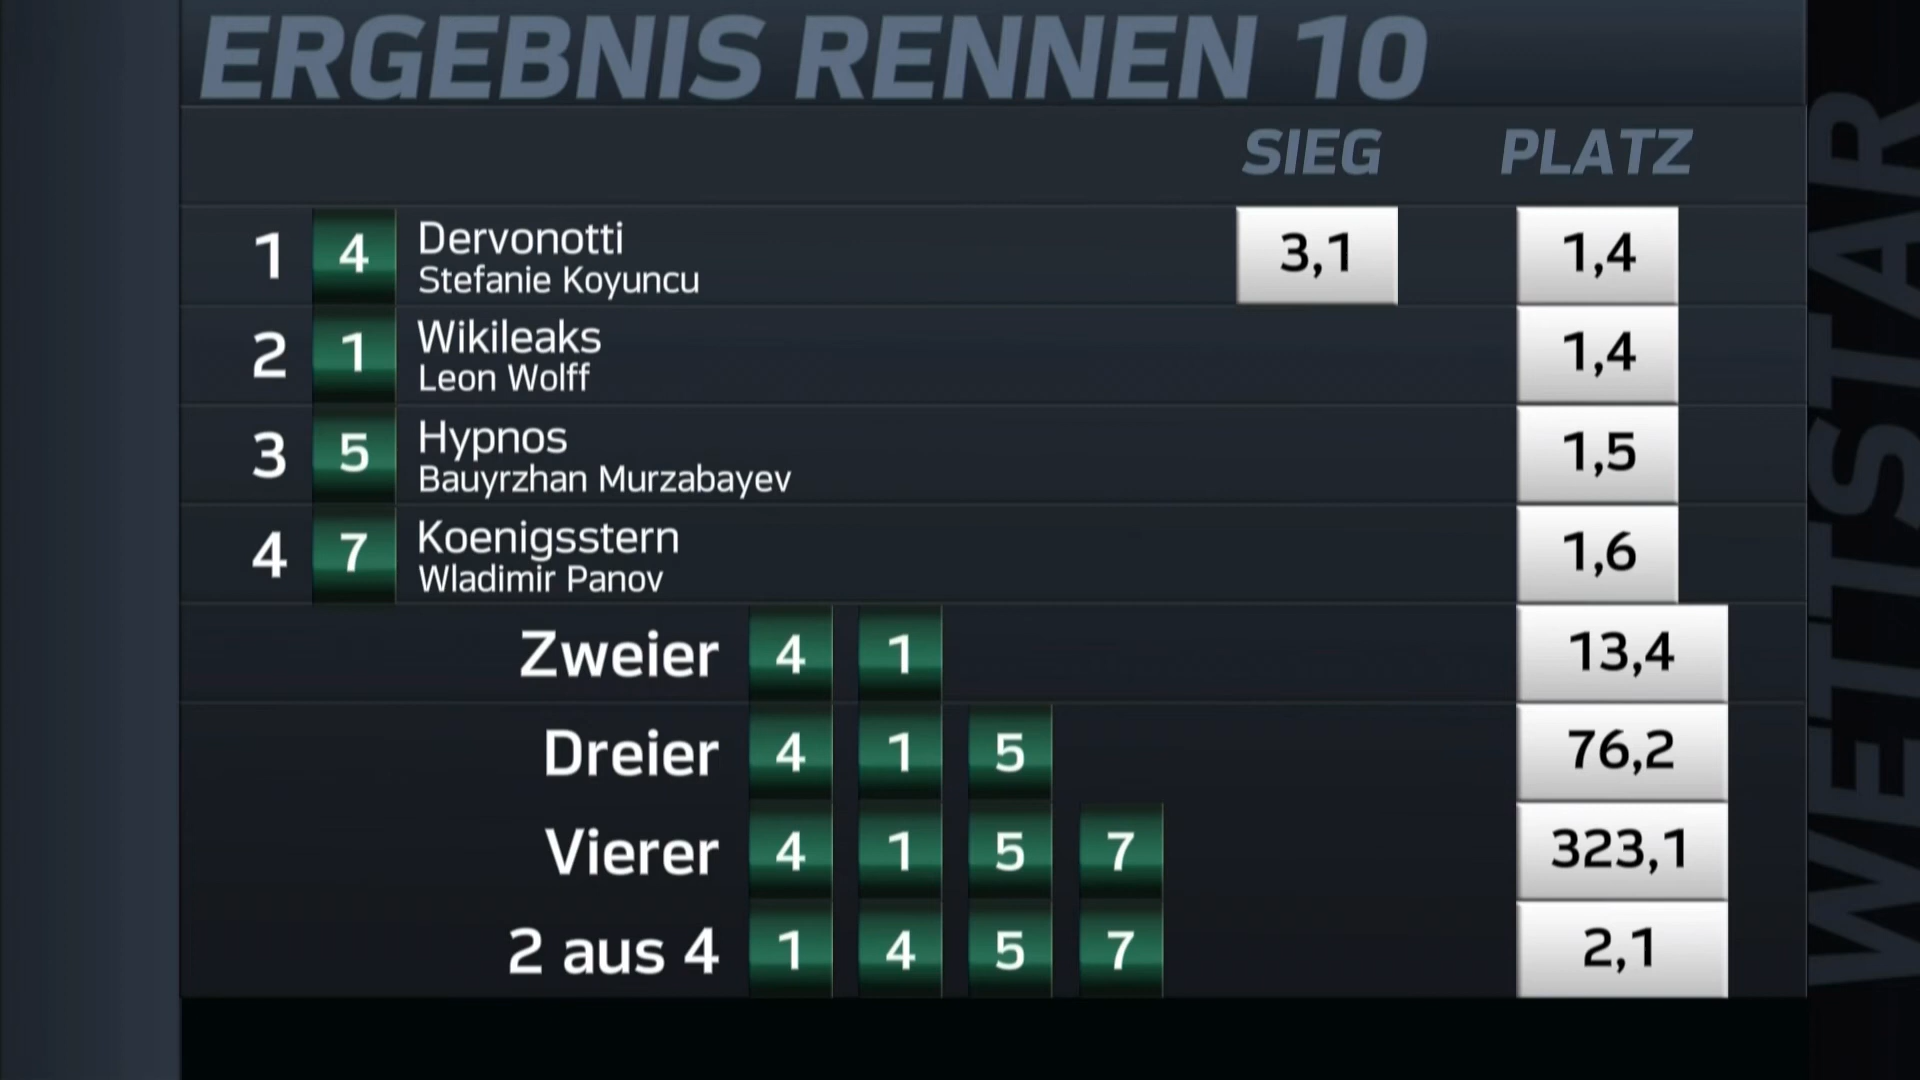 ERGEBNIS RENNEN 10
SIEG PLATZ
1 4 Dervonotti 3,1 1,4
Stefanie Koyuncu
2 1 Wikileaks 1,4
Leon Wolff
3 5 Hypnos 1,5
Bauyrzhan Murzabayev
4 7 Koenigsstern 1,6
Wladimir Panov
Zweier 4 1 13,4
Dreier 4 1 5 76,2
Vierer 4 1 5 7 323,1
2 aus 4 1 4 5 7 2,1
WETTSTAR